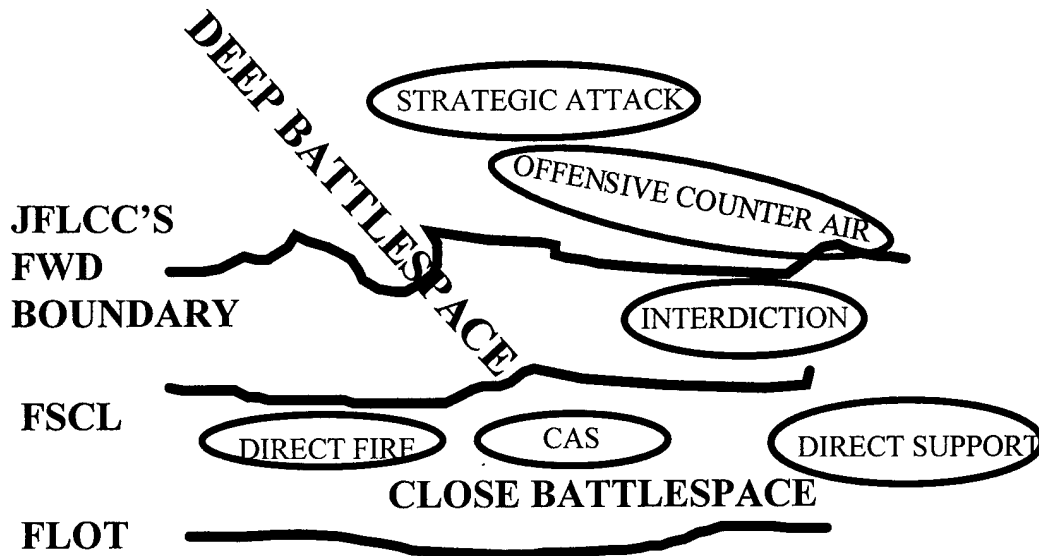 DEEP BATTLESPACE
STRATEGIC ATTACK
OFFENSIVE COUNTER AIR
JFLCC'S
FWD
BOUNDARY
INTERDICTION
FSCL
DIRECT FIRE
CAS
DIRECT SUPPORT
CLOSE BATTLESPACE
FLOT